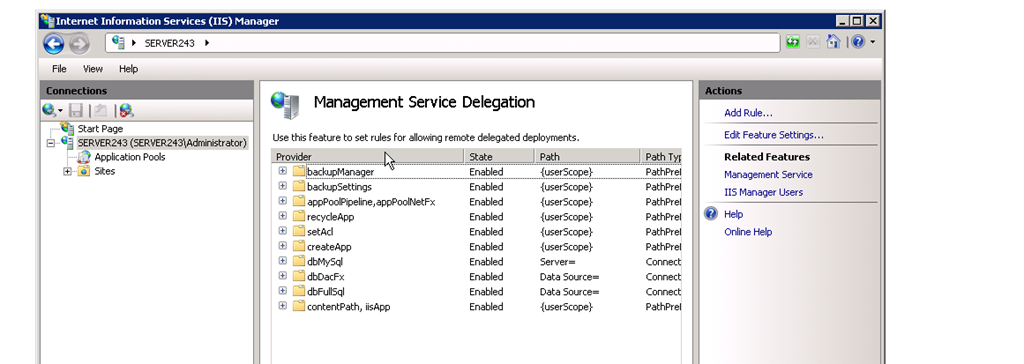 Internet Information Services (IIS) Manager
SERVER243
File View Help
Connections
Start Page
SERVER243 (SERVER243\Administrator)
Application Pools
Sites
Management Service Delegation
Use this feature to set rules for allowing remote delegated deployments.
Provider State Path Path Typ
backupManager Enabled {userScope} PathPref
backupSettings Enabled {userScope} PathPref
appPoolPipeline,appPoolNetFx Enabled {userScope} PathPref
recycleApp Enabled {userScope} PathPref
setAcl Enabled {userScope} PathPref
createApp Enabled {userScope} PathPref
dbMySql Enabled Server= Connect
dbDacFx Enabled Data Source= Connect
dbFullSql Enabled Data Source= Connect
contentPath, iisApp Enabled {userScope} PathPref
Actions
Add Rule...
Edit Feature Settings...
Related Features
Management Service
IIS Manager Users
Help
Online Help